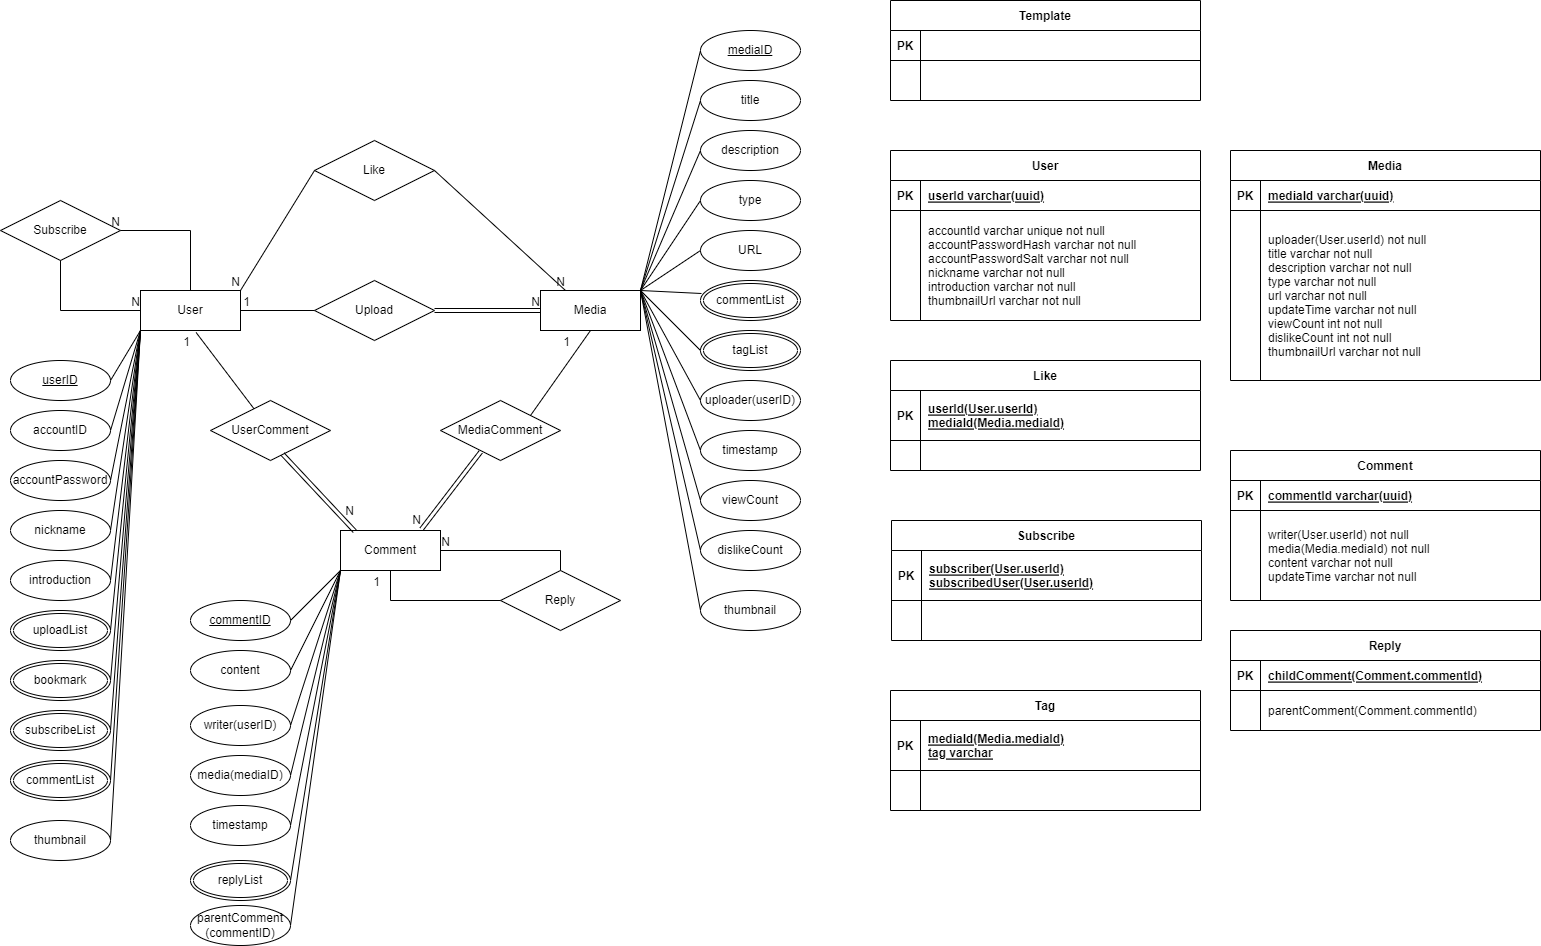 mediaID
title
description
type
URL
commentList
tagList
uploader(userID)
timestamp
viewCount
dislikeCount
thumbnail
Like
Subscribe
N
N
N
N
User
1
Upload
N
Media
1
1
userID
accountID
accountPassword
nickname
introduction
uploadList
bookmark
subscribeList
commentList
thumbnail
UserComment
MediaComment
N
N
Comment
N
1
Reply
commentID
content
writer(userID)
media(mediaID)
timestamp
replyList
parentComment
(commentID)
Template
PK
User
PK
userId varchar(uuid)
accountId varchar unique not null
accountPasswordHash varchar not null
accountPasswordSalt varchar not null
nickname varchar not null
introduction varchar not null
thumbnailUrl varchar not null
Media
PK
mediaId varchar(uuid)
uploader(User.userId) not null
title varchar not null
description varchar not null
type varchar not null
url varchar not null
updateTime varchar not null
viewCount int not null
dislikeCount int not null
thumbnailUrl varchar not null
Like
PK
userId(User.userId)
mediaId(Media.mediaId)
Comment
PK
commentId varchar(uuid)
writer(User.userId) not null
media(Media.mediaId) not null
content varchar not null
updateTime varchar not null
Subscribe
PK
subscriber(User.userId)
subscribedUser(User.userId)
Reply
PK
childComment(Comment.commentId)
parentComment(Comment.commentId)
Tag
PK
mediaId(Media.mediaId)
tag varchar